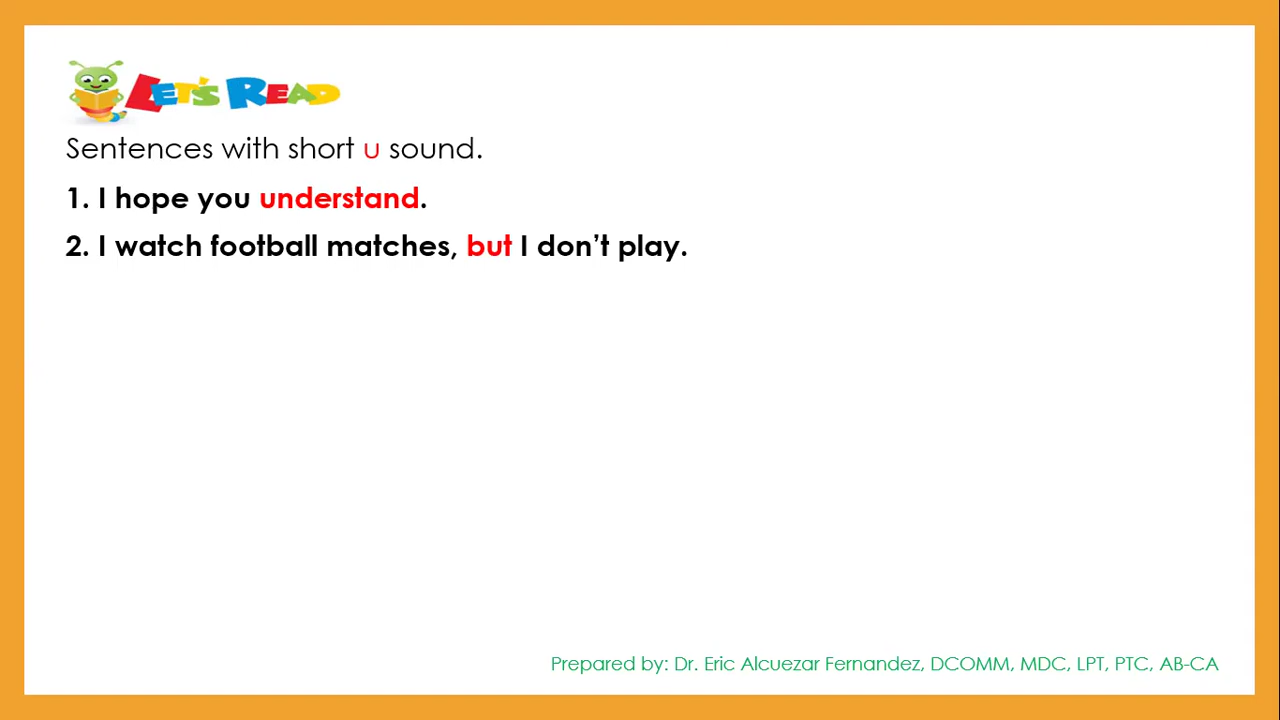 LET'S READ
Sentences with short u sound.
1. I hope you understand.
2. I watch football matches, but I don’t play.
Prepared by: Dr. Eric Alcuezar Fernandez, DCOMM, MDC, LPT, PTC, AB-CA